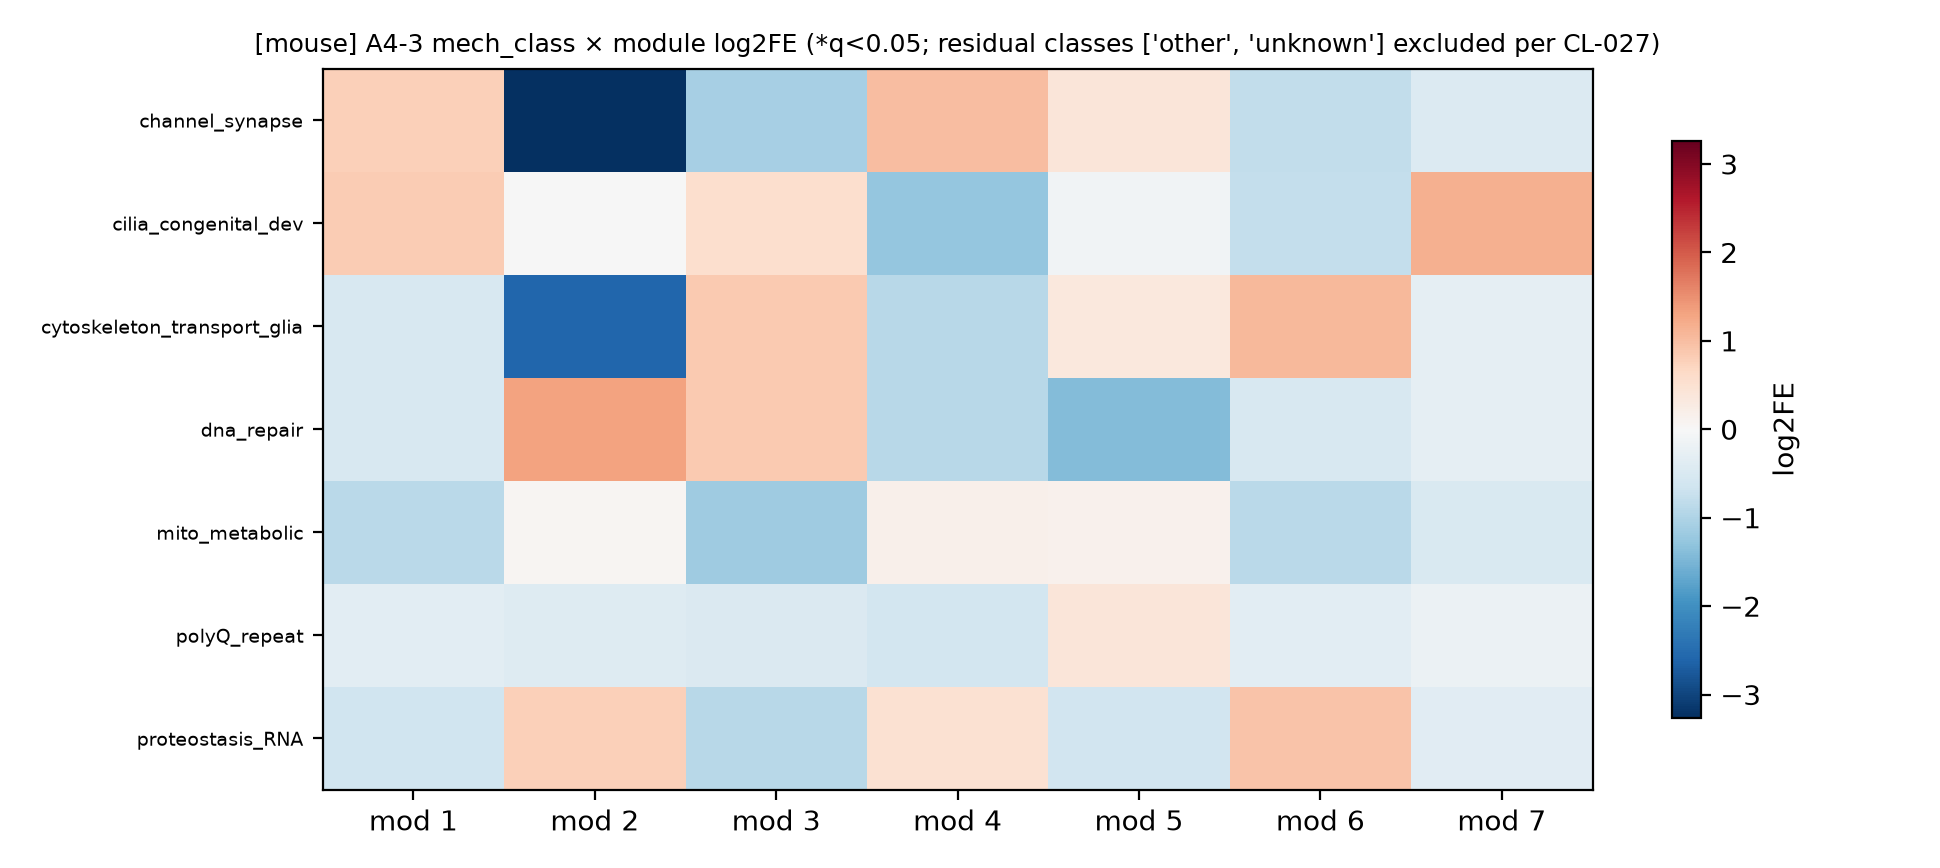 [mouse] A4-3 mech_class × module log2FE (*q<0.05; residual classes ['other', 'unknown'] excluded per CL-027)
channel_synapse
cilia_congenital_dev
cytoskeleton_transport_glia
dna_repair
mito_metabolic
polyQ_repeat
proteostasis_RNA
mod 1
mod 2
mod 3
mod 4
mod 5
mod 6
mod 7
3
2
1
0
−1
−2
−3
log2FE